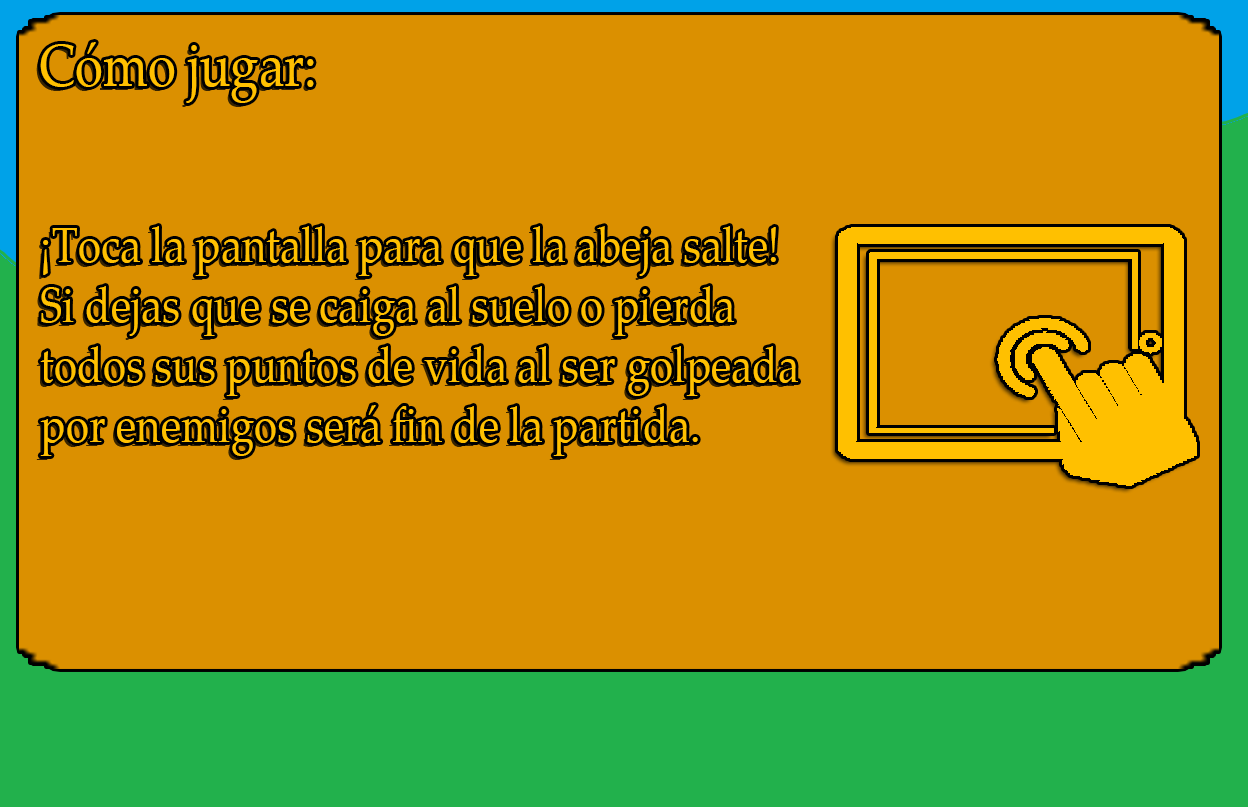 Cómo jugar:
¡Toca la pantalla para que la abeja salte!
Si dejas que se caiga al suelo o pierda
todos sus puntos de vida al ser golpeada
por enemigos será fin de la partida.